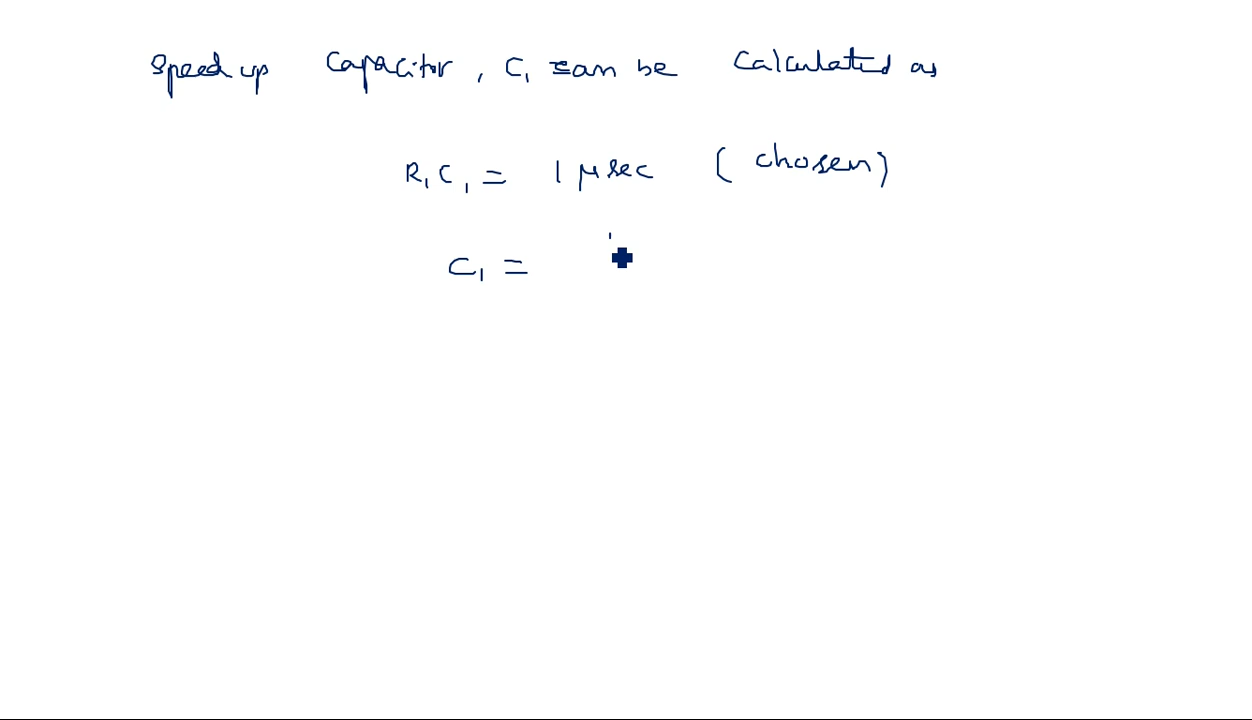 Speed up Capacitor, C1 can be Calculated as
R1C1 = 1 μsec (chosen)
C1 =